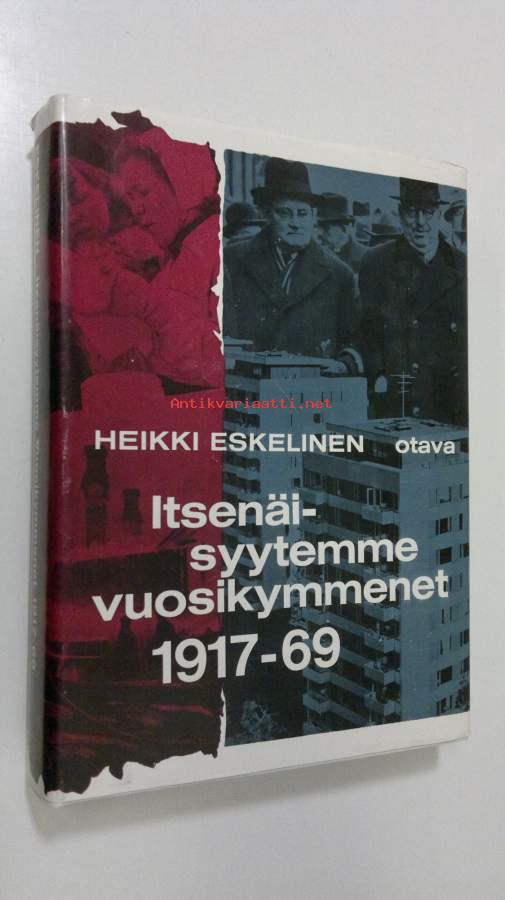 Antikvariaatti.net
HEIKKI ESKELINEN otava
Itsenäi-
syytemme
vuosikymmenet
1917-69